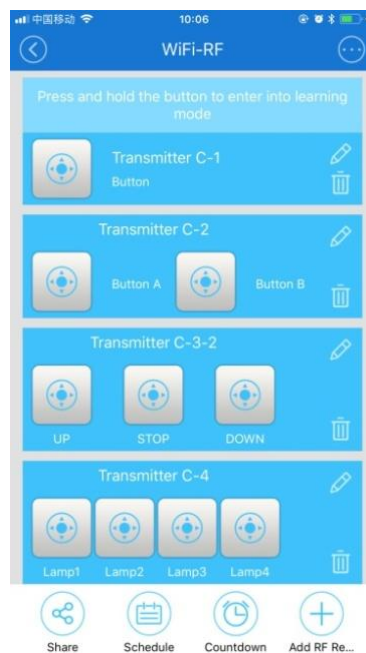 中国移动 10:06
WiFi-RF
Press and hold the button to enter into learning
mode
Transmitter C-1
Button
Transmitter C-2
Button A Button B
Transmitter C-3-2
UP STOP DOWN
Transmitter C-4
Lamp1 Lamp2 Lamp3 Lamp4
Share Schedule Countdown Add RF Re...